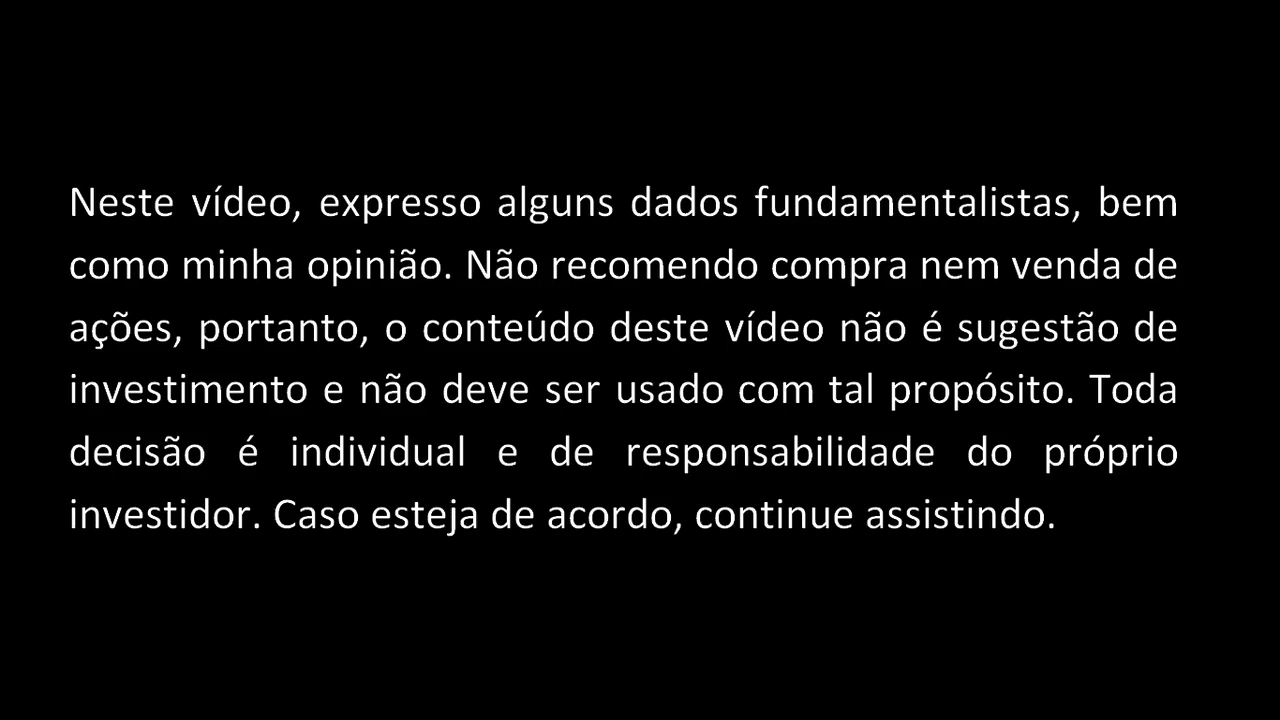 Neste vídeo, expresso alguns dados fundamentalistas, bem
como minha opinião. Não recomendo compra nem venda de
ações, portanto, o conteúdo deste vídeo não é sugestão de
investimento e não deve ser usado com tal propósito. Toda
decisão é individual e de responsabilidade do próprio
investidor. Caso esteja de acordo, continue assistindo.